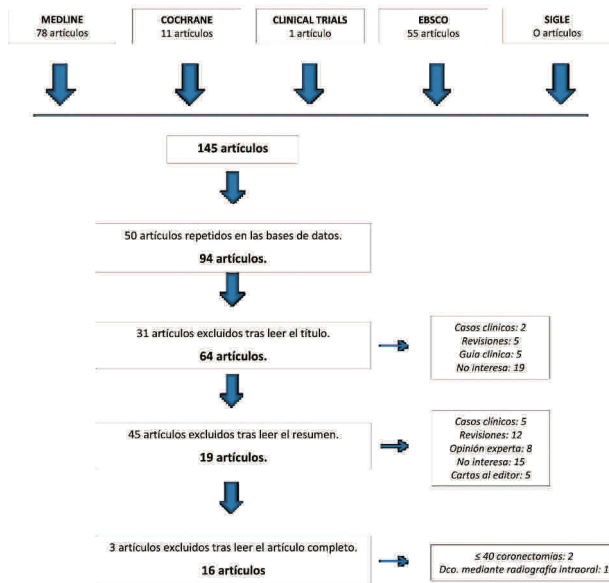 MEDLINE
78 artículos
COCHRANE
11 artículos
CLINICAL TRIALS
1 artículo
EBSCO
55 artículos
SIGLE
O artículos
145 artículos
50 artículos repetidos en las bases de datos.
94 artículos.
31 artículos excluidos tras leer el título.
64 artículos.
Casos clínicos: 2
Revisiones: 5
Guía clínica: 5
No interesa: 19
45 artículos excluidos tras leer el resumen.
19 artículos.
Casos clínicos: 5
Revisiones: 12
Opinión experta: 8
No interesa: 15
Cartas al editor: 5
3 artículos excluidos tras leer el artículo completo.
16 artículos
≤ 40 coronectomías: 2
Dco. mediante radiografía intraoral: 1